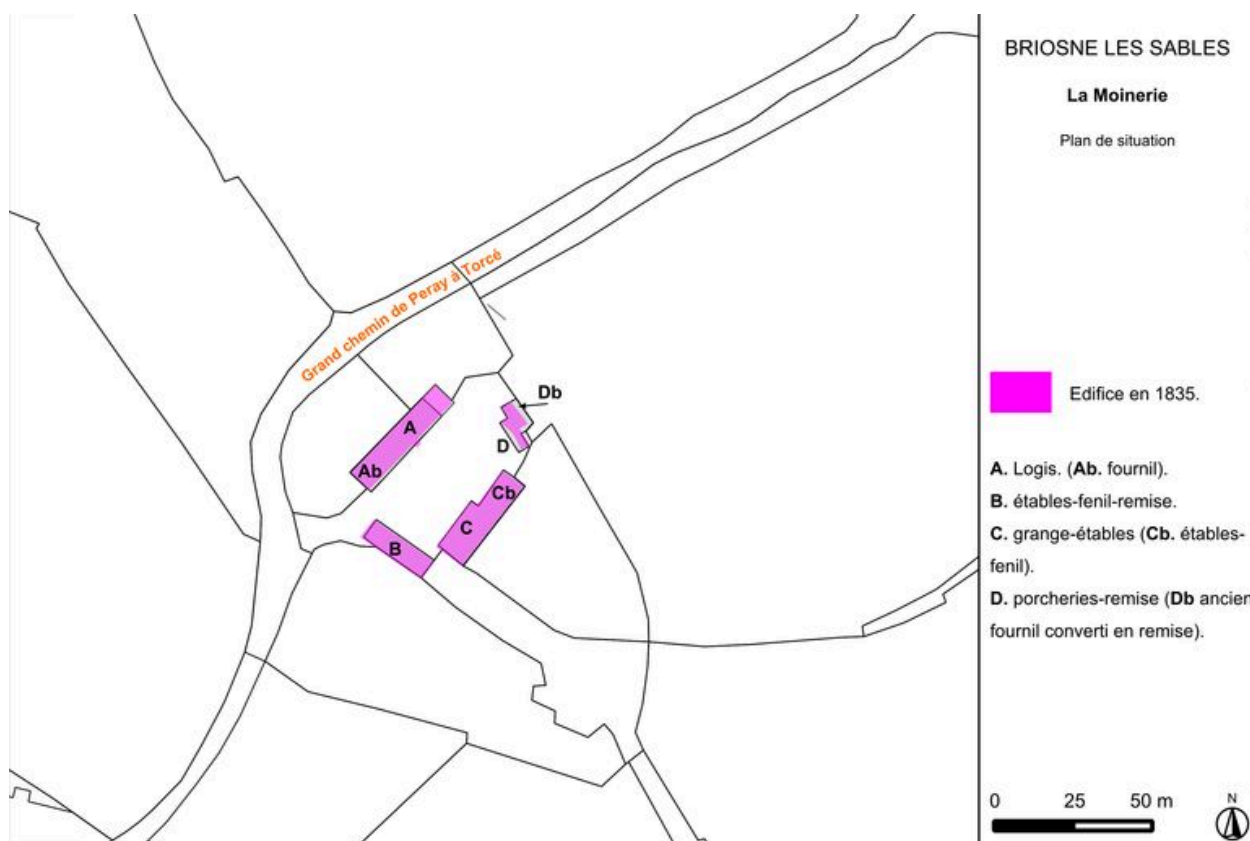 BRIOSNE LES SABLES
La Moinerie
Plan de situation
Grand chemin de Peray à Torcé
Db
A
D
Ab
Cb
C
B
Edifice en 1835.
A. Logis. (Ab. fournil).
B. étables-fenil-remise.
C. grange-étables (Cb. étables-
fenil).
D. porcheries-remise (Db ancien
fournil converti en remise).
0 25 50 m
N